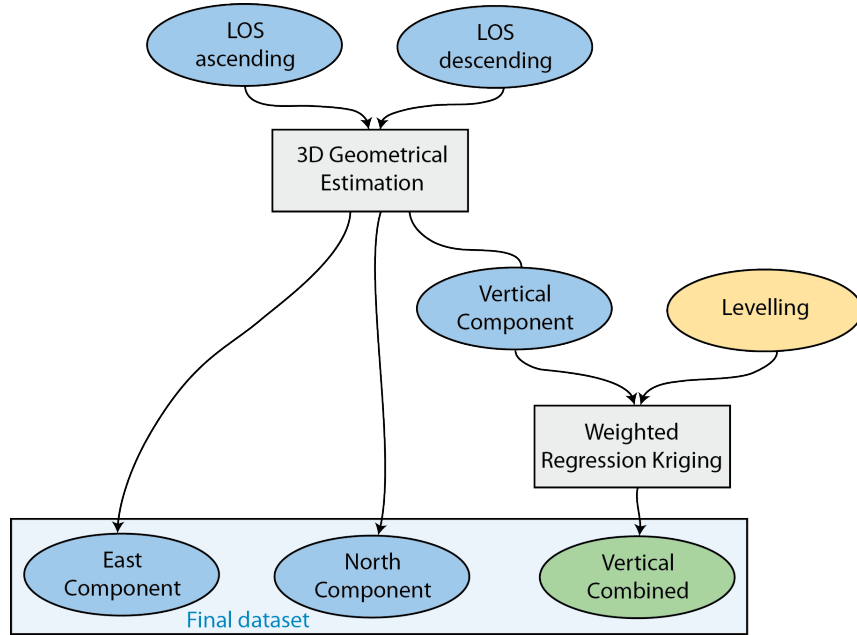 LOS
ascending
LOS
descending
3D Geometrical
Estimation
Vertical
Component
Levelling
Weighted
Regression Kriging
East
Component
North
Component
Vertical
Combined
Final dataset